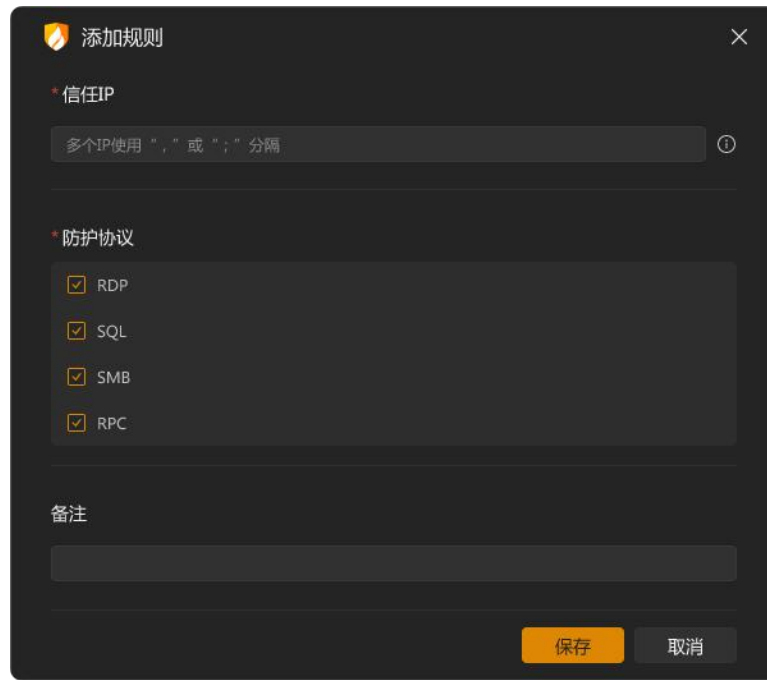 添加规则
*信任IP
多个IP使用 ","或 ";" 分隔
*防护协议
RDP
SQL
SMB
RPC
备注
保存
取消